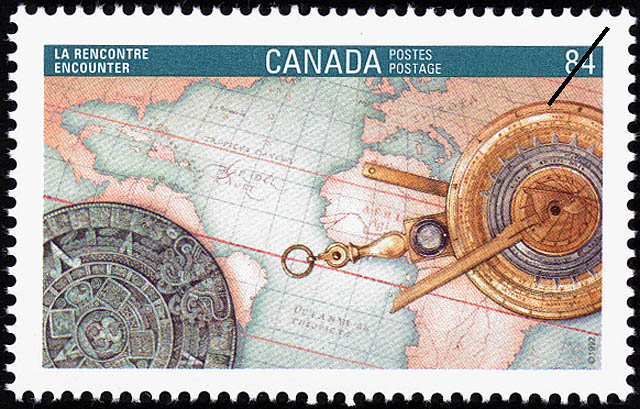 LA RENCONTRE
ENCOUNTER
CANADA
POSTES
POSTAGE
84
©1992